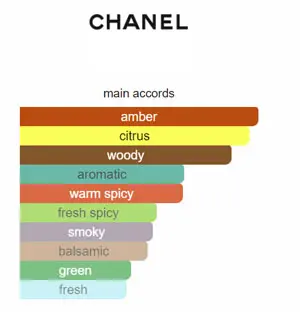 CHANEL
main accords
amber
citrus
woody
aromatic
warm spicy
fresh spicy
smoky
balsamic
green
fresh